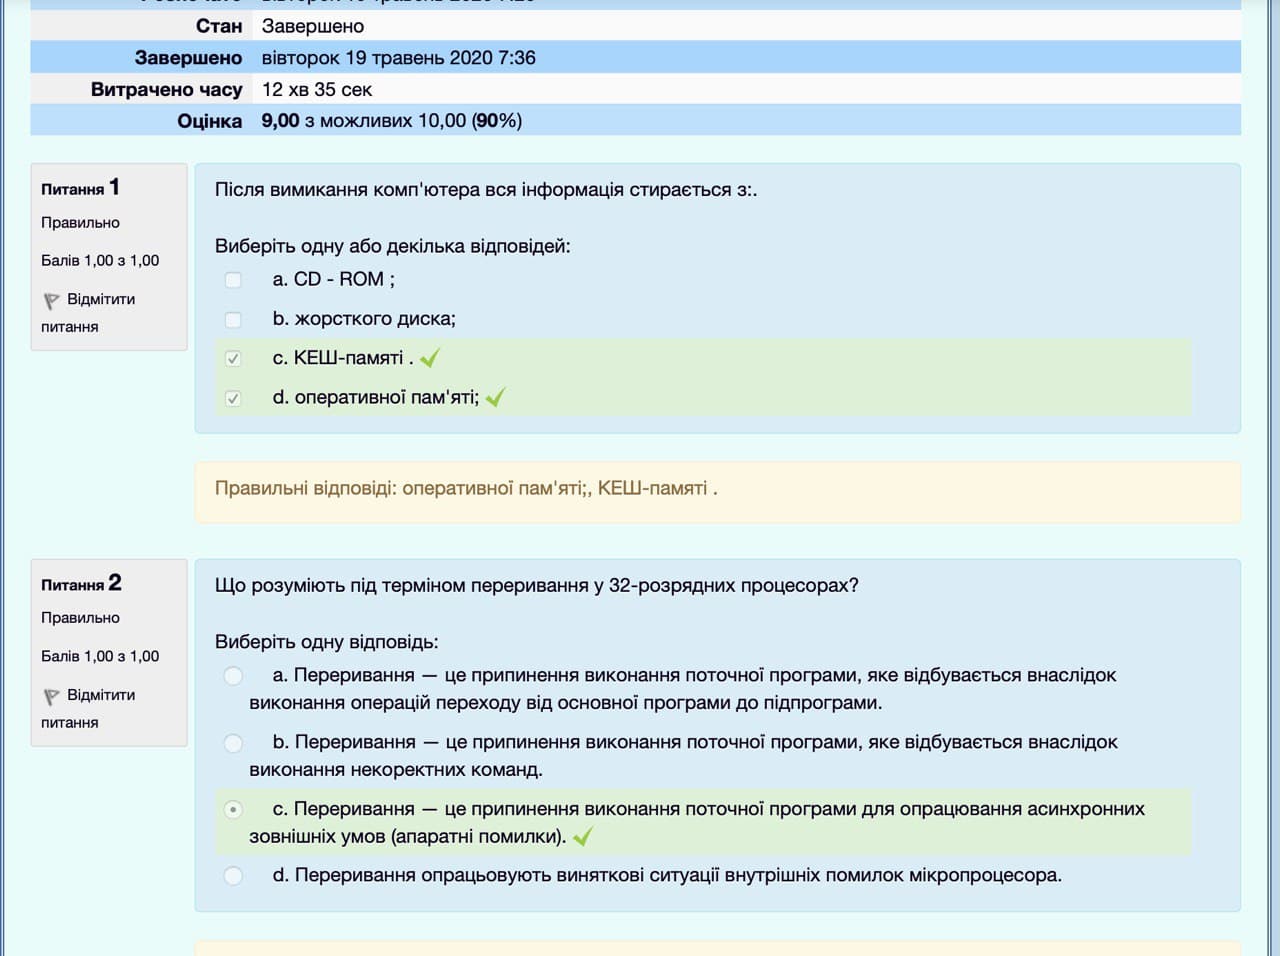 Стан Завершено
Завершено вівторок 19 травень 2020 7:36
Витрачено часу 12 хв 35 сек
Оцінка 9,00 з можливих 10,00 (90%)
Питання 1
Правильно
Балів 1,00 з 1,00
Відмітити
питання
Після вимикання комп'ютера вся інформація стирається з:.
Виберіть одну або декілька відповідей:
a. CD - ROM ;
b. жорсткого диска;
c. КЕШ-памяті .
d. оперативної пам'яті;
Правильні відповіді: оперативної пам'яті;, КЕШ-памяті .
Питання 2
Правильно
Балів 1,00 з 1,00
Відмітити
питання
Що розуміють під терміном переривання у 32-розрядних процесорах?
Виберіть одну відповідь:
a. Переривання — це припинення виконання поточної програми, яке відбувається внаслідок
виконання операцій переходу від основної програми до підпрограми.
b. Переривання — це припинення виконання поточної програми, яке відбувається внаслідок
виконання некоректних команд.
c. Переривання — це припинення виконання поточної програми для опрацювання асинхронних
зовнішніх умов (апаратні помилки).
d. Переривання опрацьовують виняткові ситуації внутрішніх помилок мікропроцесора.